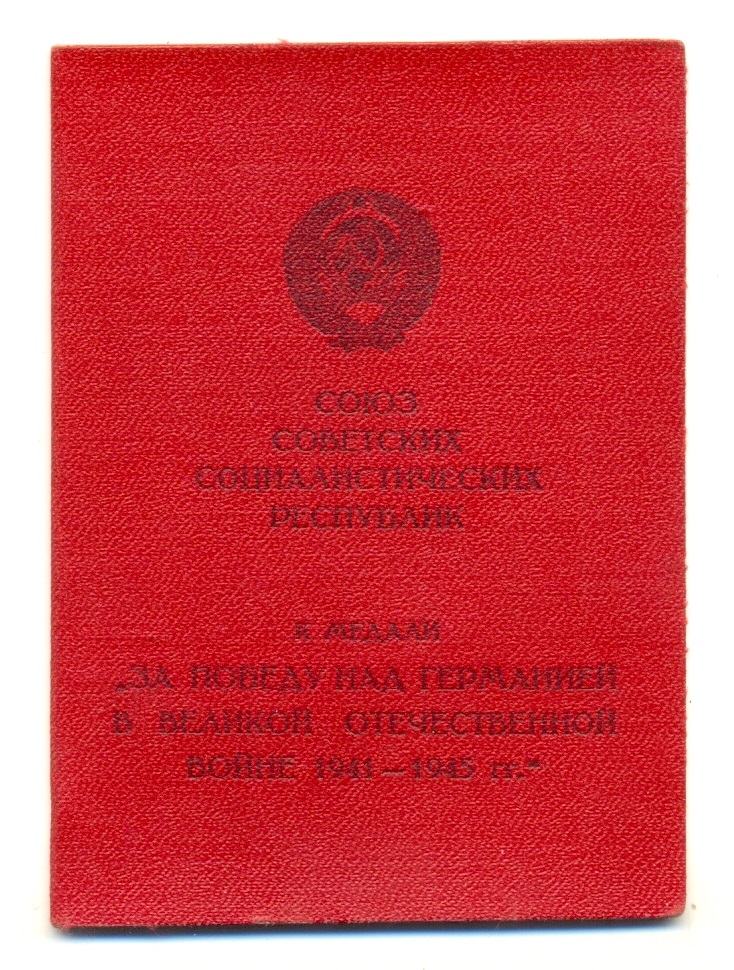 СОЮЗ
СОВЕТСКИХ
СОЦИАЛИСТИЧЕСКИХ
РЕСПУБЛИК
К МЕДАЛИ
„ЗА ПОБЕДУ НАД ГЕРМАНИЕЙ
В ВЕЛИКОЙ ОТЕЧЕСТВЕННОЙ
ВОЙНЕ 1941—1945 гг.“